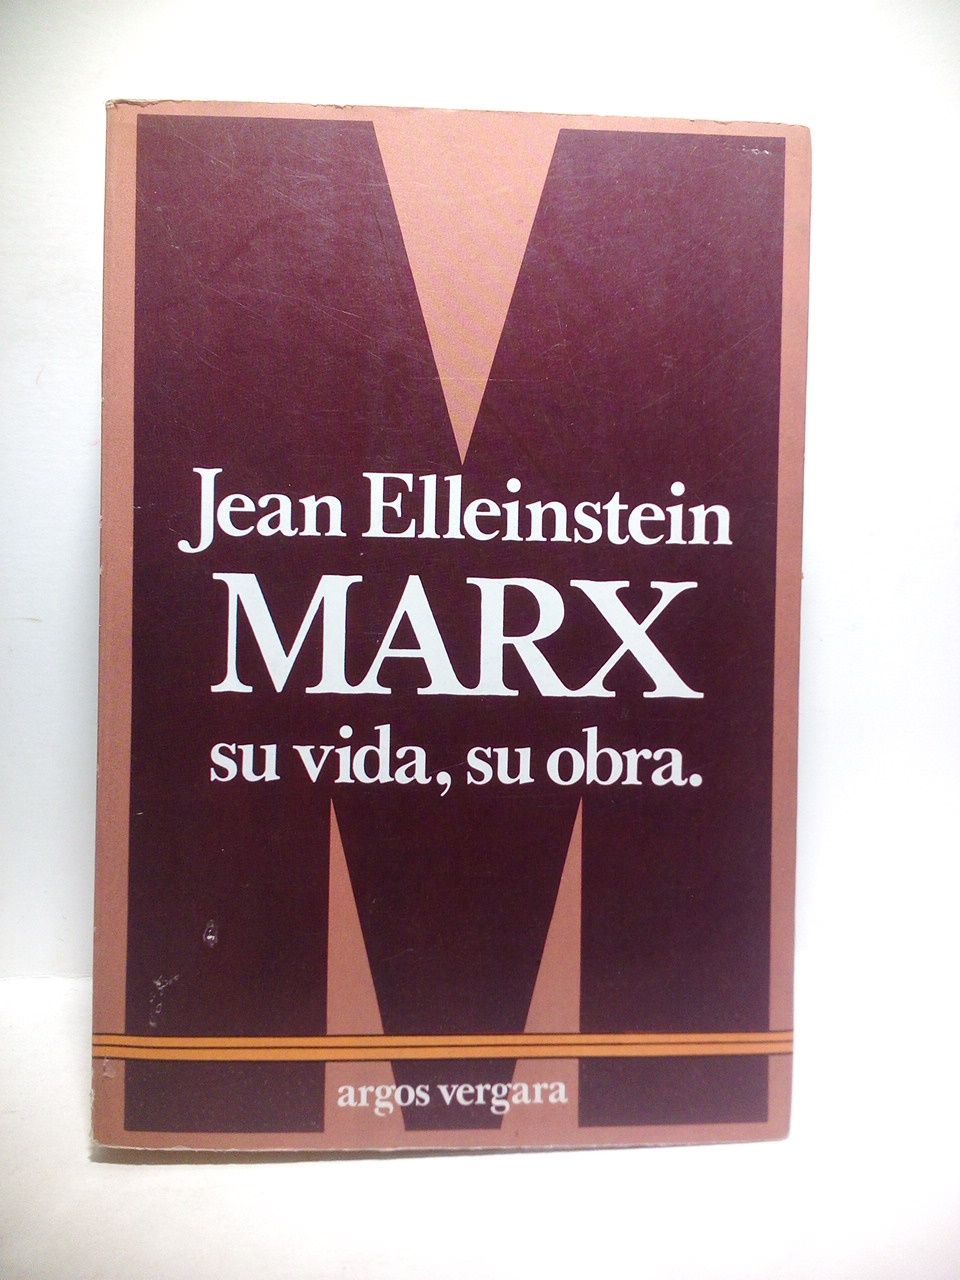 Jean Elleinstein
MARX
su vida, su obra.
argos vergara